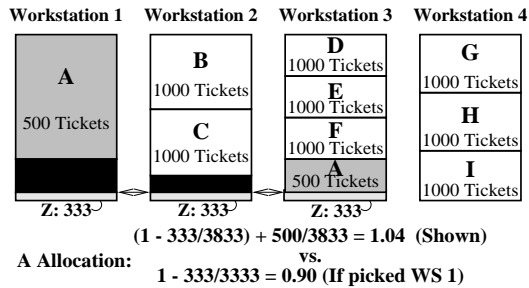 Workstation 1 Workstation 2 Workstation 3 Workstation 4
A
500 Tickets
B
1000 Tickets
C
1000 Tickets
D
1000 Tickets
E
1000 Tickets
F
1000 Tickets
A
500 Tickets
G
1000 Tickets
H
1000 Tickets
I
1000 Tickets
Z: 333 Z: 333 Z: 333
(1 - 333/3833) + 500/3833 = 1.04 (Shown)
A Allocation: vs.
1 - 333/3333 = 0.90 (If picked WS 1)